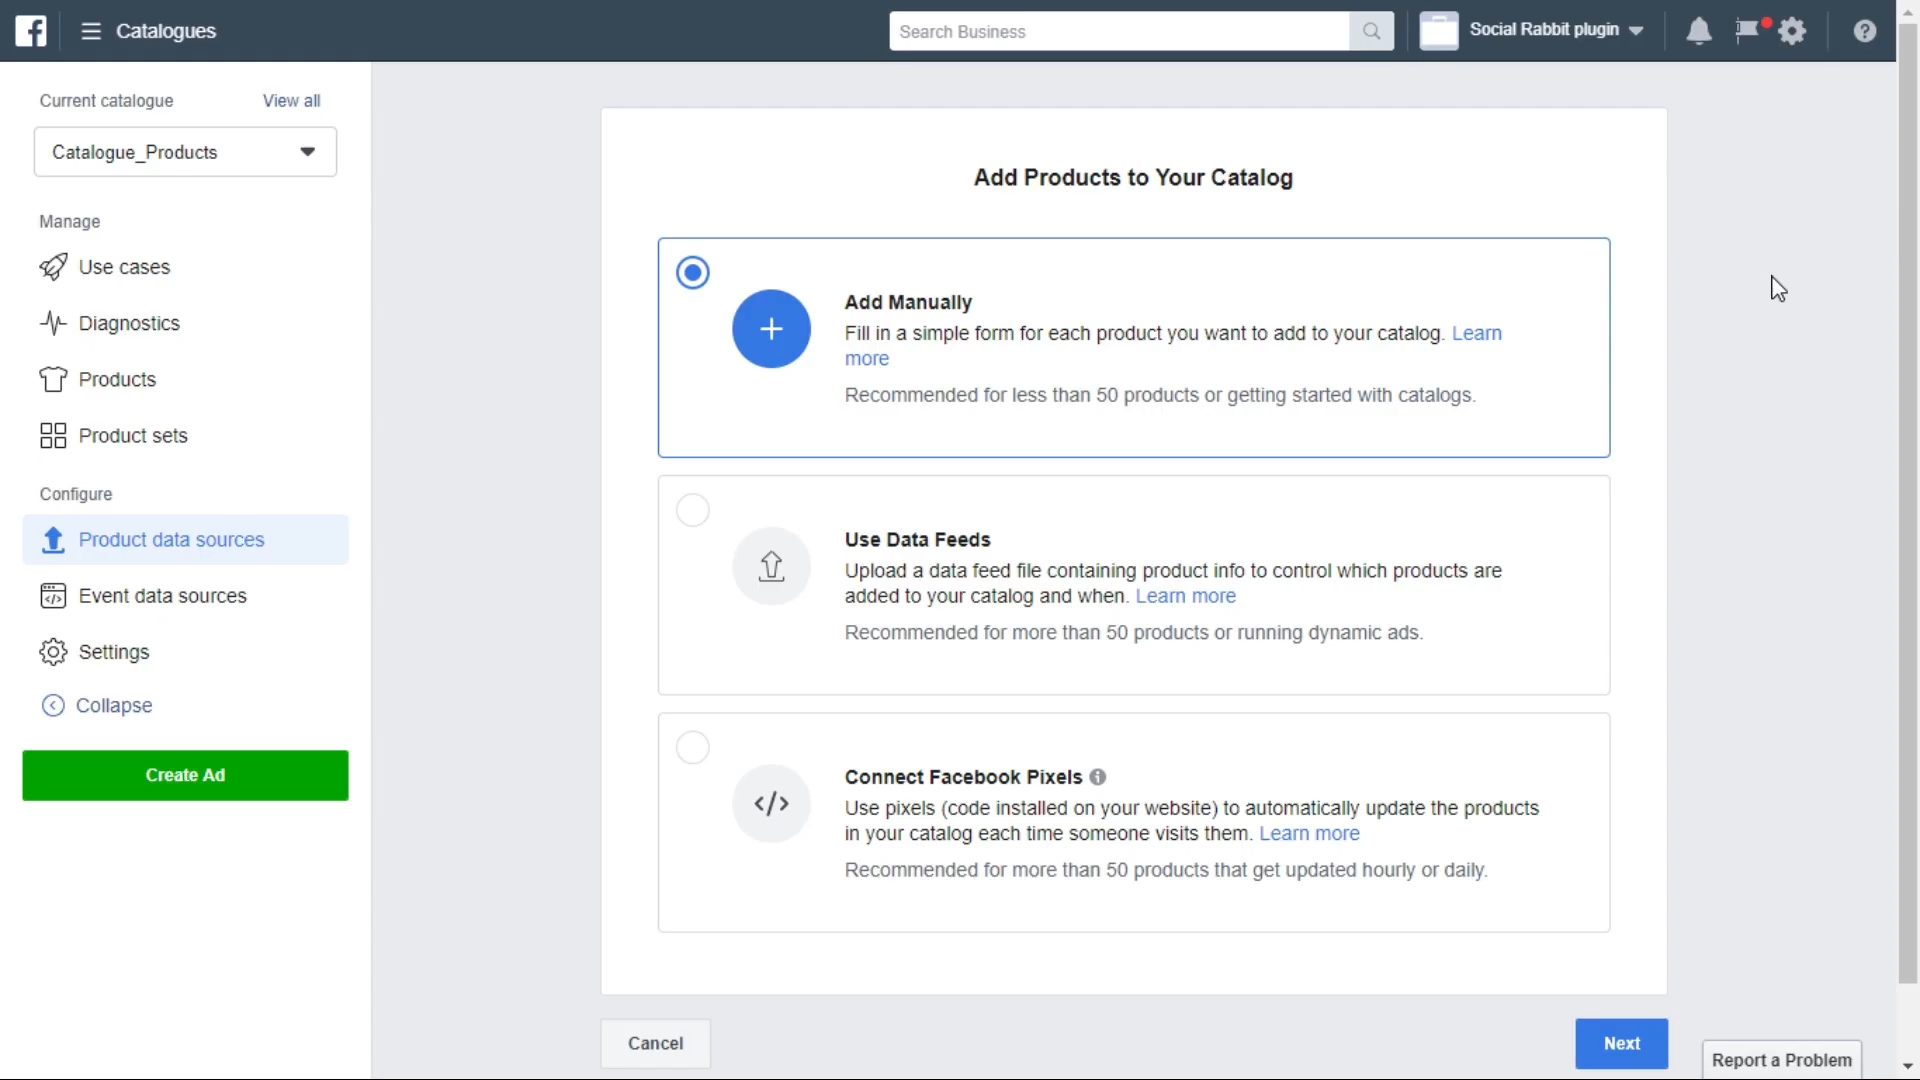 Catalogues
Search Business
Social Rabbit plugin
Current catalogue
View all
Catalogue_Products
Manage
Use cases
Diagnostics
Products
Product sets
Configure
Product data sources
Event data sources
Settings
Collapse
Create Ad
Add Products to Your Catalog
Add Manually
Fill in a simple form for each product you want to add to your catalog. Learn
more
Recommended for less than 50 products or getting started with catalogs.
Use Data Feeds
Upload a data feed file containing product info to control which products are
added to your catalog and when. Learn more
Recommended for more than 50 products or running dynamic ads.
Connect Facebook Pixels
Use pixels (code installed on your website) to automatically update the products
in your catalog each time someone visits them. Learn more
Recommended for more than 50 products that get updated hourly or daily.
Cancel
Next
Report a Problem